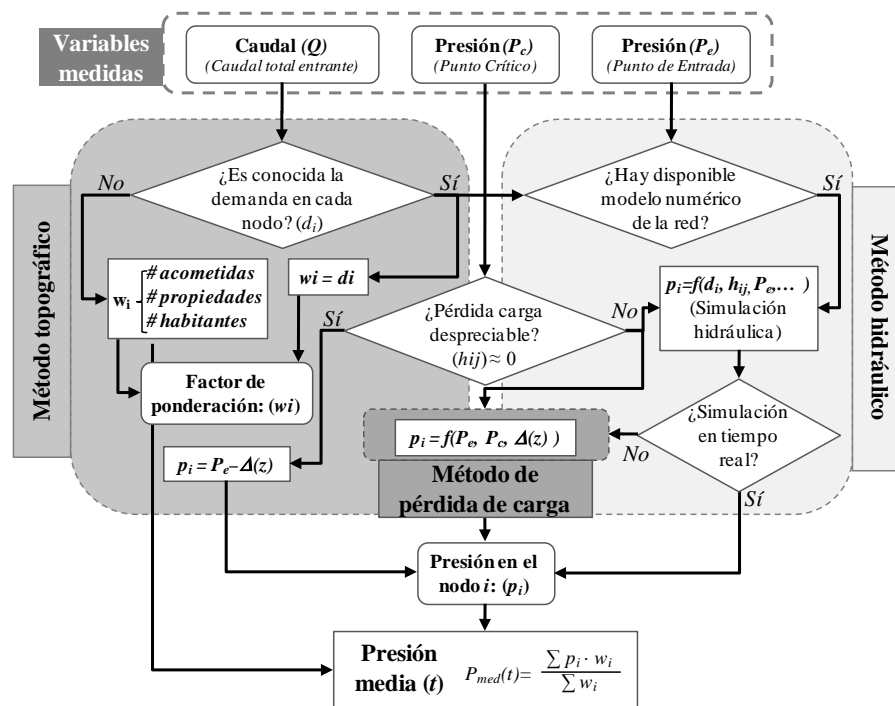 Variables
medidas
Caudal (Q)
(Caudal total entrante)
Presión (Pc)
(Punto Crítico)
Presión (Pe)
(Punto de Entrada)
No
¿Es conocida la
demanda en cada
nodo? (di)
Sí
¿Hay disponible
modelo numérico
de la red?
Sí
Método topográfico
Método hidráulico
wi
# acometidas
# propiedades
# habitantes
wi = di
Sí
¿Pérdida carga
despreciable?
(hij) ≈ 0
No
pi=f(di, hij, Pe,… )
(Simulación
hidráulica)
Factor de
ponderación: (wi)
pi = Pe – Δ(z)
pi = f(Pe, Pc, Δ(z) )
No
¿Simulación
en tiempo
real?
Sí
Método de
pérdida de carga
Presión en el
nodo i: (pi)
Presión
media (t)
Pmed(t)= ∑ pi · wi
∑ wi